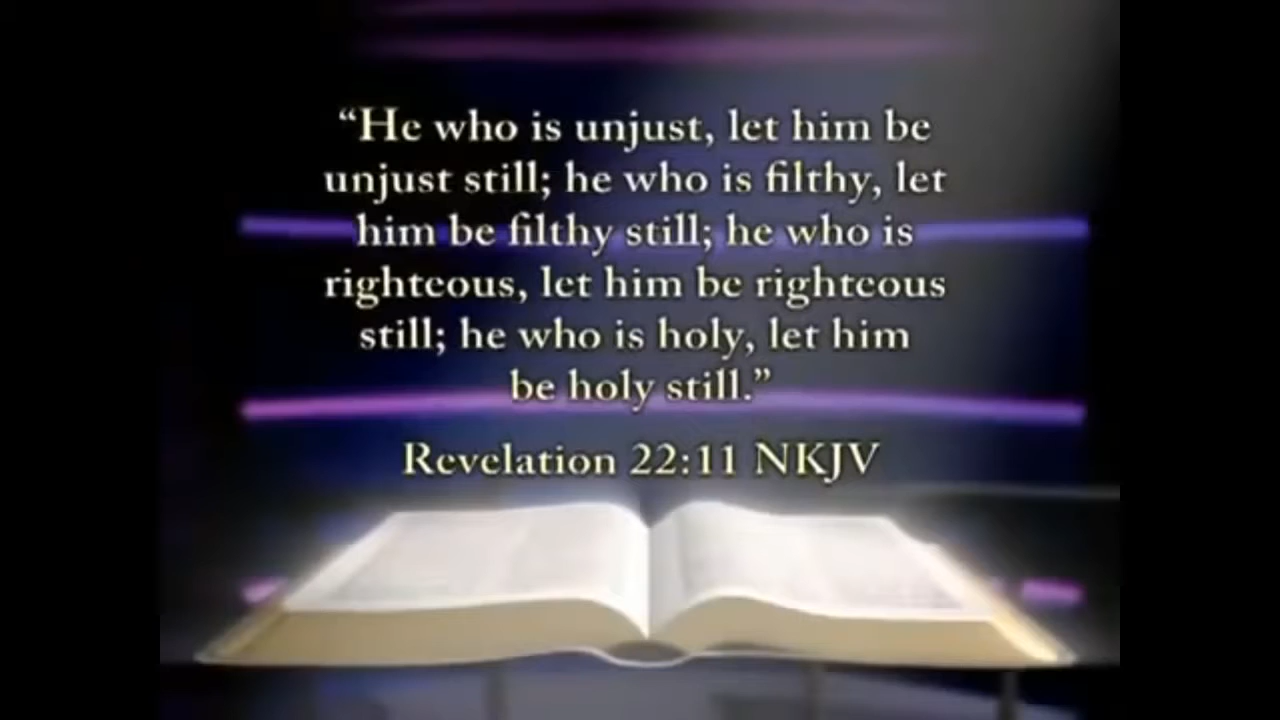 “He who is unjust, let him be
unjust still; he who is filthy, let
him be filthy still; he who is
righteous, let him be righteous
still; he who is holy, let him
be holy still.”
Revelation 22:11 NKJV